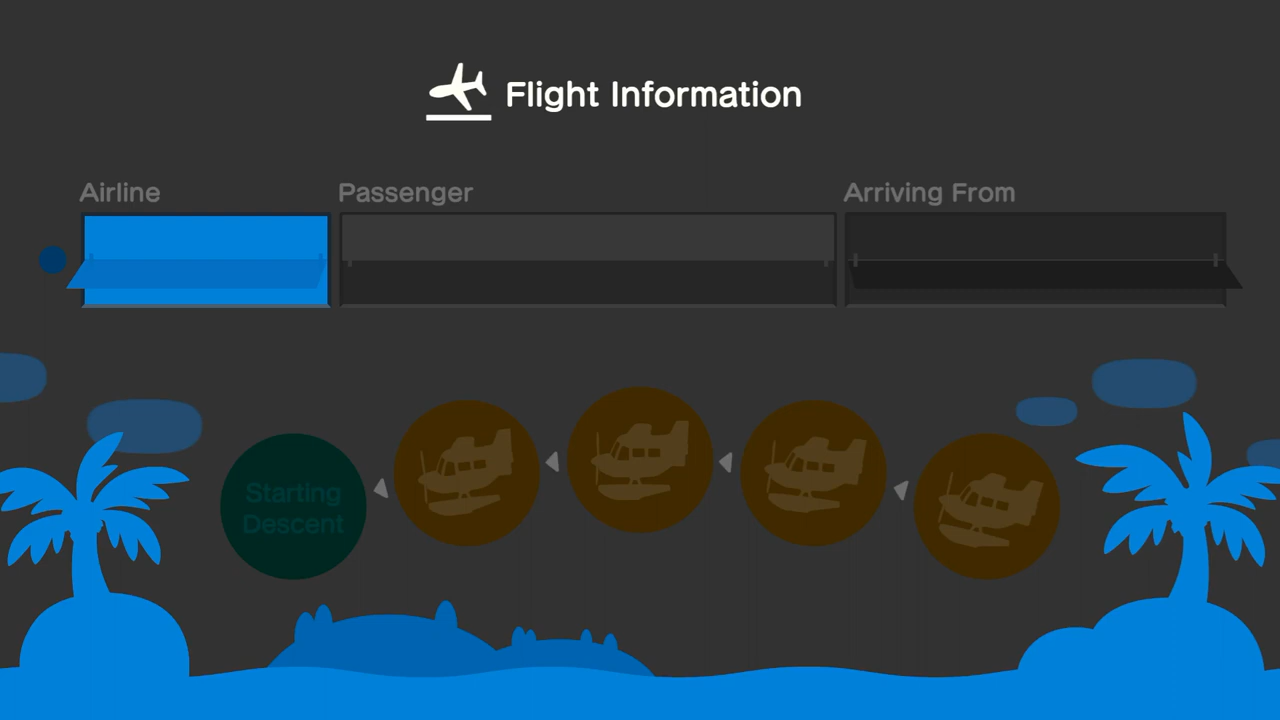 Flight Information
Airline
Passenger
Arriving From
Starting
Descent